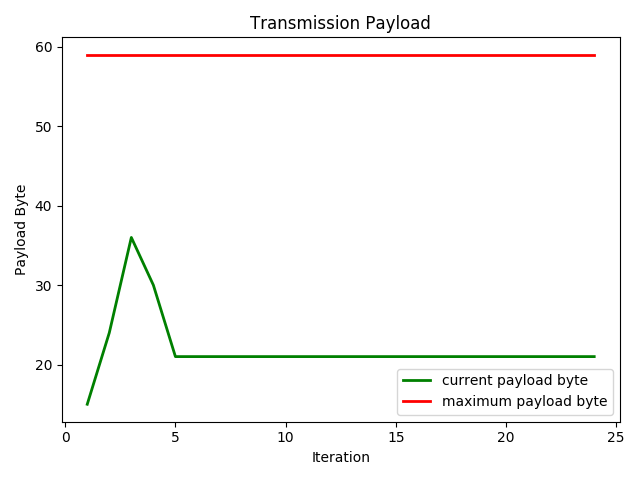 Transmission Payload
60
50
40
30
20
Payload Byte
current payload byte
maximum payload byte
0 5 10 15 20 25
Iteration